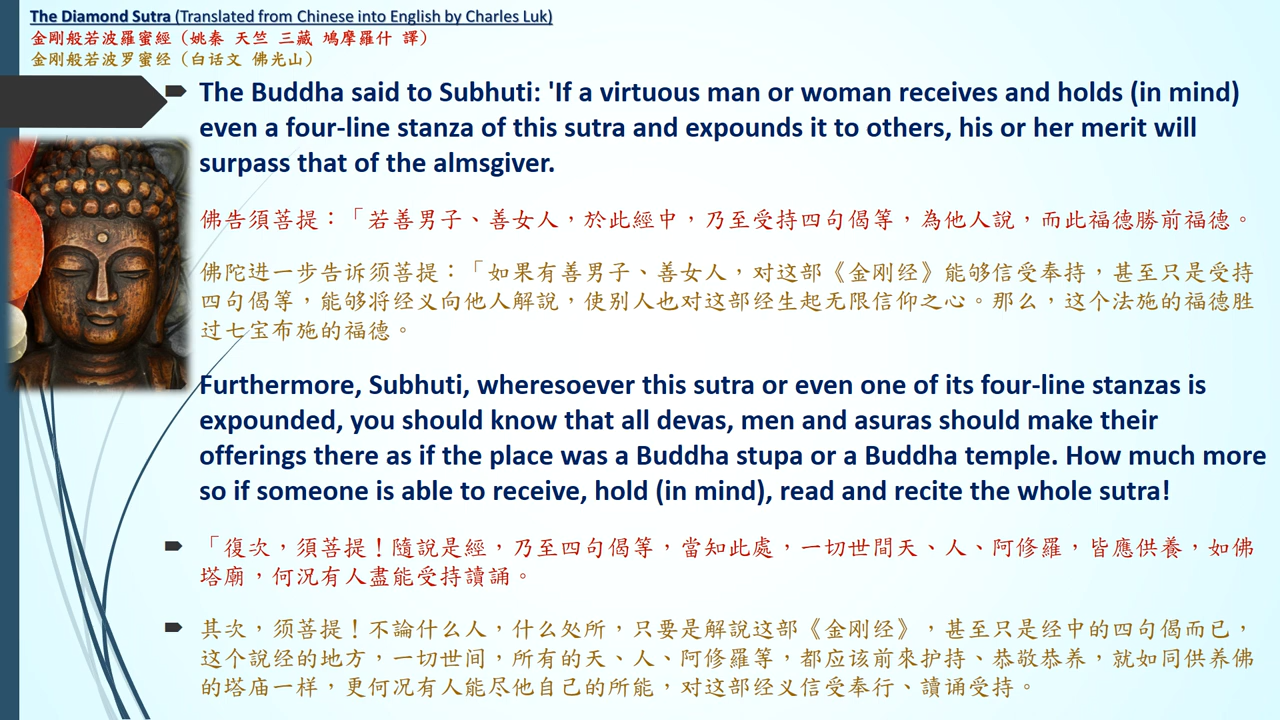 The Diamond Sutra (Translated from Chinese into English by Charles Luk)
金剛般若波羅蜜經（姚秦 天竺 三藏 鳩摩羅什 譯）
金刚般若波罗蜜经（白话文 佛光山）
The Buddha said to Subhuti: 'If a virtuous man or woman receives and holds (in mind)
even a four-line stanza of this sutra and expounds it to others, his or her merit will
surpass that of the almsgiver.
佛告須菩提：「若善男子、善女人，於此經中，乃至受持四句偈等，為他人說，而此福德勝前福德。
佛陀进一步告诉须菩提：「如果有善男子、善女人，对这部《金刚经》能够信受奉持，甚至只是受持
四句偈等，能够将经义向他人解說，使别人也对这部经生起无限信仰之心。那么，这个法施的福德胜
过七宝布施的福德。
Furthermore, Subhuti, wheresoever this sutra or even one of its four-line stanzas is
expounded, you should know that all devas, men and asuras should make their
offerings there as if the place was a Buddha stupa or a Buddha temple. How much more
so if someone is able to receive, hold (in mind), read and recite the whole sutra!
「復次，須菩提！隨說是經，乃至四句偈等，當知此處，一切世間天、人、阿修羅，皆應供養，如佛
塔廟，何況有人盡能受持讀誦。
其次，须菩提！不論什么人，什么处所，只要是解說这部《金刚经》，甚至只是经中的四句偈而已，
这个說经的地方，一切世间，所有的天、人、阿修羅等，都应该前來护持、恭敬恭养，就如同供养佛
的塔庙一样，更何况有人能尽他自己的所能，对这部经义信受奉行、讀诵受持。